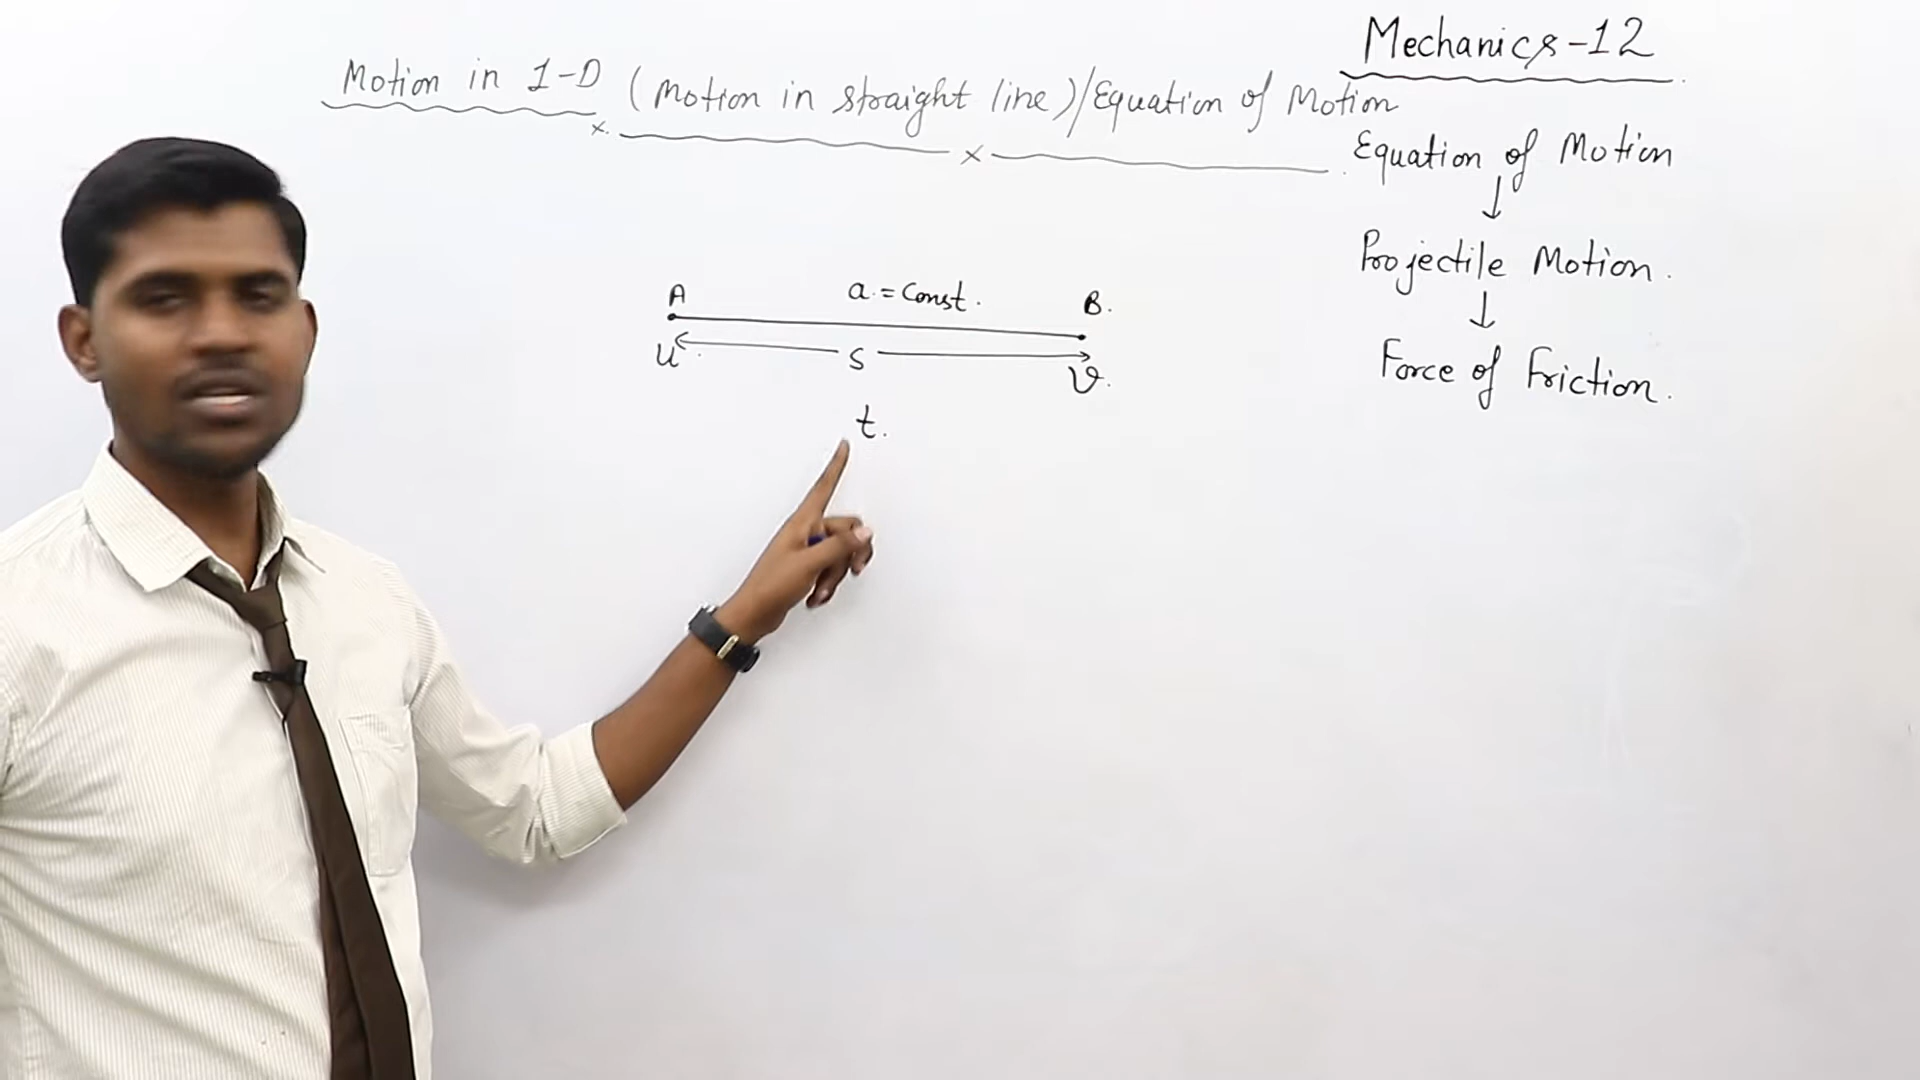 Mechanics-12
Motion in 1-D (Motion in straight line)/Equation of Motion
Equation of Motion
↓
Projectile Motion.
↓
Force of Friction.
A a.=Const. B.
u S v.
t.